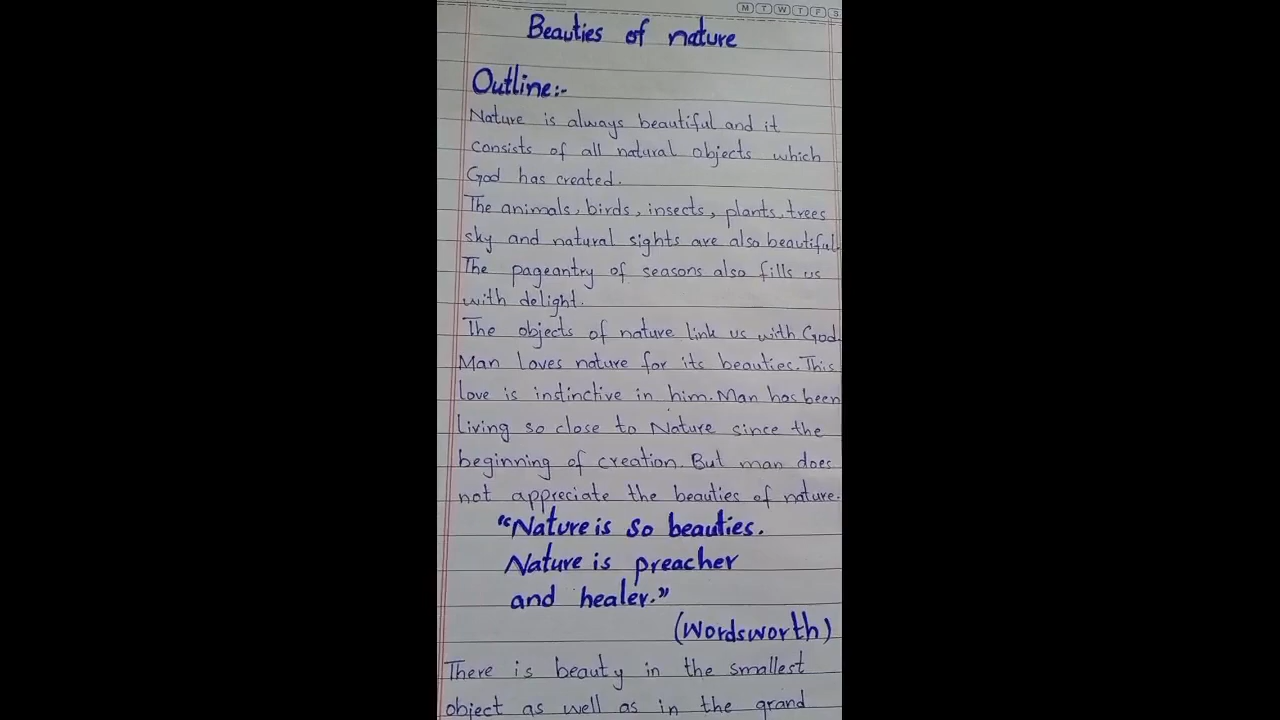 M T W T F S
Beauties of nature
Outline:-
Nature is always beautiful and it
consists of all natural objects which
God has created.
The animals, birds, insects, plants, trees
sky and natural sights are also beautiful.
The pageantry of seasons also fills us
with delight.
The objects of nature link us with God.
Man loves nature for its beauties. This
love is instinctive in him. Man has been
living so close to Nature since the
beginning of creation. But man does
not appreciate the beauties of nature.
"Nature is so beauties.
Nature is preacher
and healer."
(Wordsworth)
There is beauty in the smallest
object as well as in the grand